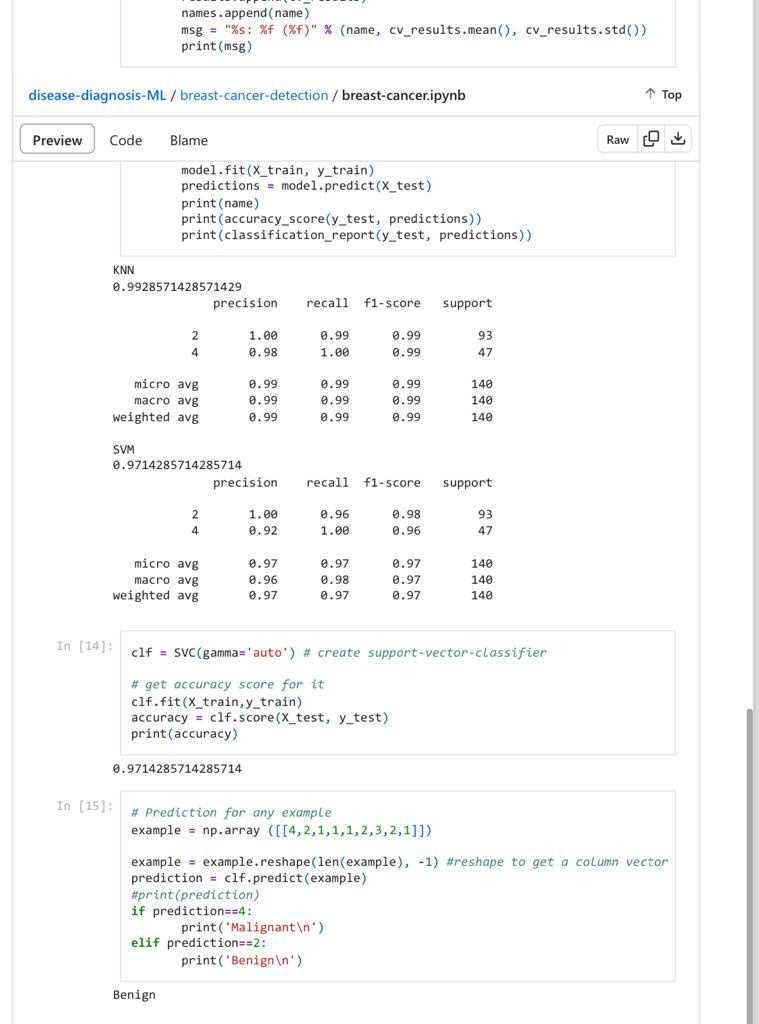 names.append(name)
msg = "%s: %f (%f)" % (name, cv_results.mean(), cv_results.std())
print(msg)
disease-diagnosis-ML / breast-cancer-detection / breast-cancer.ipynb
↑ Top
Preview Code Blame
Raw
model.fit(X_train, y_train)
predictions = model.predict(X_test)
print(name)
print(accuracy_score(y_test, predictions))
print(classification_report(y_test, predictions))
KNN
0.9928571428571429
precision recall f1-score support
2 1.00 0.99 0.99 93
4 0.98 1.00 0.99 47
micro avg 0.99 0.99 0.99 140
macro avg 0.99 0.99 0.99 140
weighted avg 0.99 0.99 0.99 140
SVM
0.9714285714285714
precision recall f1-score support
2 1.00 0.96 0.98 93
4 0.92 1.00 0.96 47
micro avg 0.97 0.97 0.97 140
macro avg 0.96 0.98 0.97 140
weighted avg 0.97 0.97 0.97 140
In [14]:
clf = SVC(gamma='auto') # create support-vector-classifier
# get accuracy score for it
clf.fit(X_train,y_train)
accuracy = clf.score(X_test, y_test)
print(accuracy)
0.9714285714285714
In [15]:
# Prediction for any example
example = np.array ([[4,2,1,1,1,2,3,2,1]])
example = example.reshape(len(example), -1) #reshape to get a column vector
prediction = clf.predict(example)
#print(prediction)
if prediction==4:
print('Malignant\n')
elif prediction==2:
print('Benign\n')
Benign